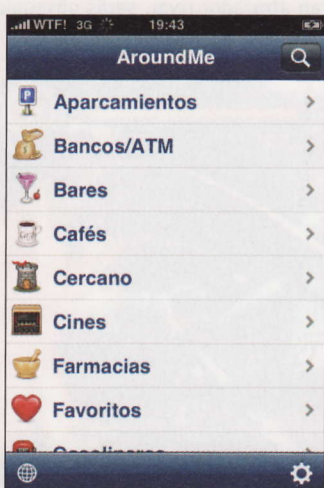 WTF! 3G 19:43
AroundMe
Aparcamientos
Bancos/ATM
Bares
Cafés
Cercano
Cines
Farmacias
Favoritos